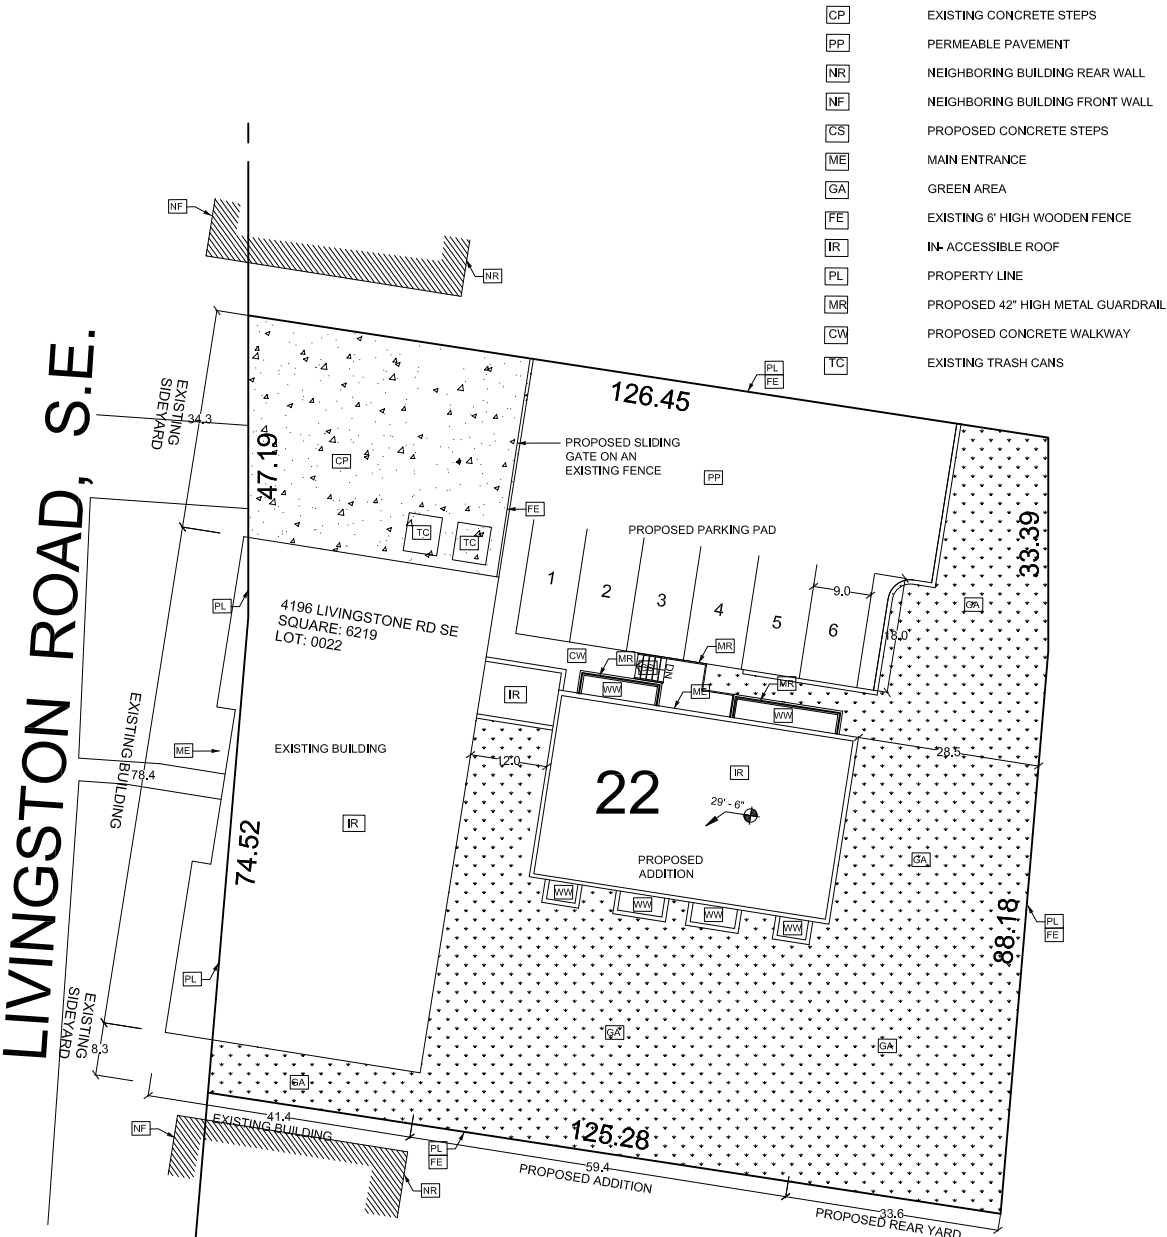 CP EXISTING CONCRETE STEPS
PP PERMEABLE PAVEMENT
NR NEIGHBORING BUILDING REAR WALL
NF NEIGHBORING BUILDING FRONT WALL
CS PROPOSED CONCRETE STEPS
ME MAIN ENTRANCE
GA GREEN AREA
FE EXISTING 6' HIGH WOODEN FENCE
IR IN- ACCESSIBLE ROOF
PL PROPERTY LINE
MR PROPOSED 42" HIGH METAL GUARDRAIL
CW PROPOSED CONCRETE WALKWAY
TC EXISTING TRASH CANS
NF
NR
LIVINGSTON ROAD, S.E.
EXISTING
SIDEYARD
34.3
47.19
CP
TC
TC
126.45
PL
FE
PROPOSED SLIDING
GATE ON AN
EXISTING FENCE
PP
FE
PROPOSED PARKING PAD
1
2
3
4
5
6
9.0
18.0
33.39
GA
PL
4196 LIVINGSTONE RD SE
SQUARE: 6219
LOT: 0022
CW
MR
CS
DN
MR
WW
ME
MR
WW
IR
EXISTING BUILDING
ME
EXISTING BUILDING
78.4
12.0
28.5
22
IR
29' - 6"
IR
74.52
PROPOSED
ADDITION
GA
WW
WW
WW
WW
88.18
PL
FE
PL
EXISTING
SIDEYARD
8.3
GA
GA
GA
41.4
EXISTING BUILDING
NF
NR
PL
FE
125.28
59.4
PROPOSED ADDITION
33.6
PROPOSED REAR YARD